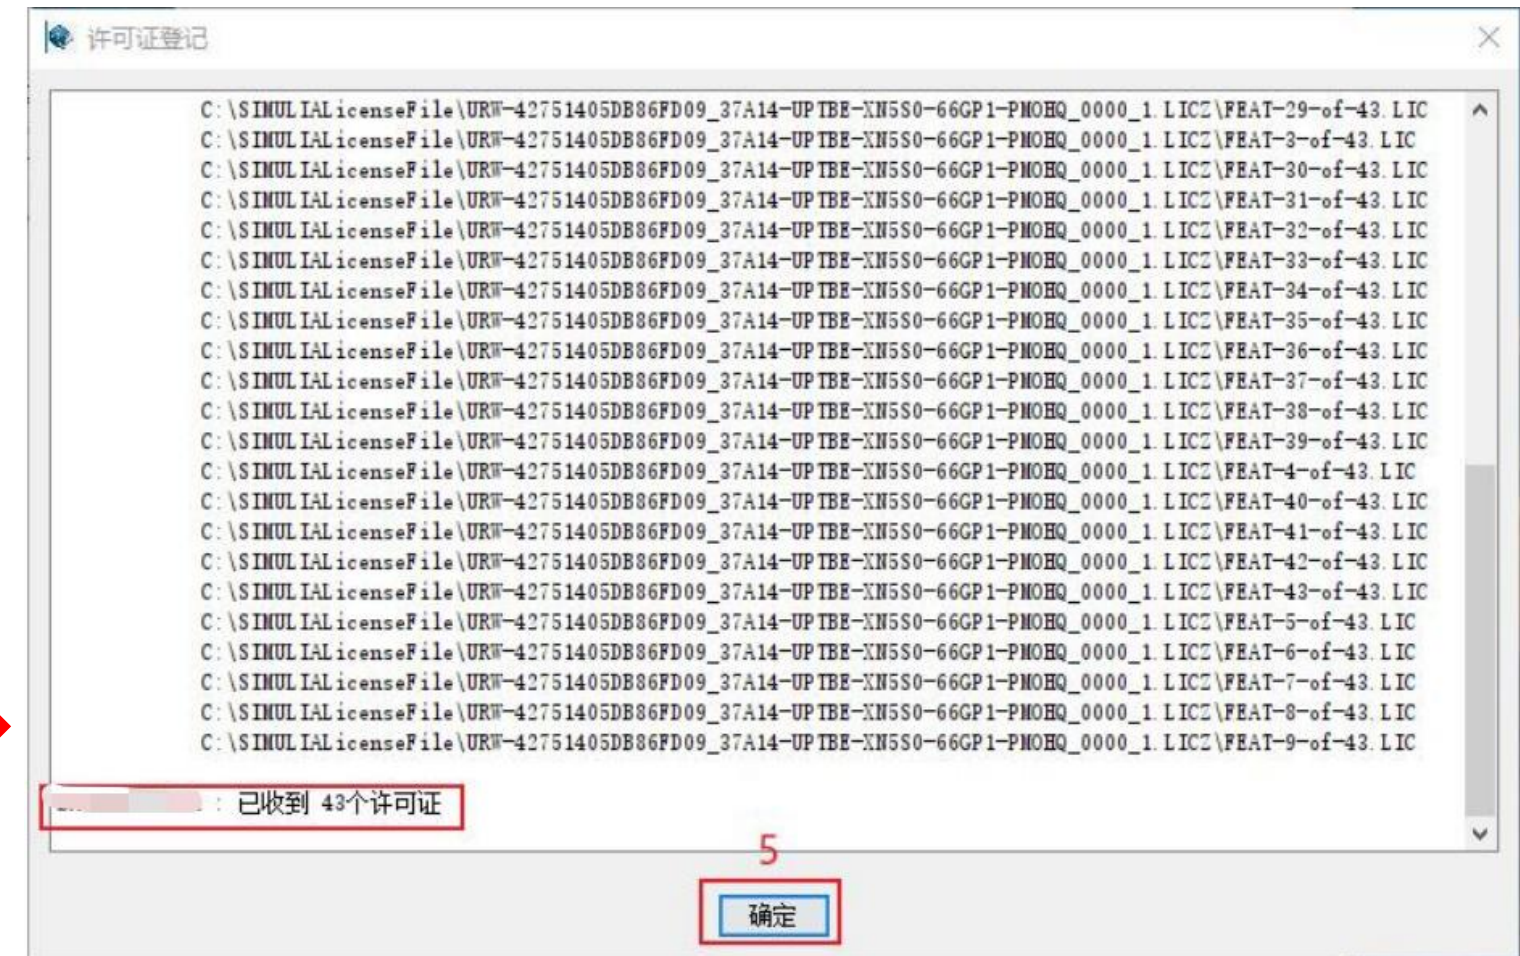 许可证登记
C:\SIMULIALicenseFile\URW-42751405DB86FD09_37A14-UPTBE-XN5S0-66GP1-PMOHQ_0000_1.LICZ\FEAT-29-of-43.LIC
C:\SIMULIALicenseFile\URW-42751405DB86FD09_37A14-UPTBE-XN5S0-66GP1-PMOHQ_0000_1.LICZ\FEAT-3-of-43.LIC
C:\SIMULIALicenseFile\URW-42751405DB86FD09_37A14-UPTBE-XN5S0-66GP1-PMOHQ_0000_1.LICZ\FEAT-30-of-43.LIC
C:\SIMULIALicenseFile\URW-42751405DB86FD09_37A14-UPTBE-XN5S0-66GP1-PMOHQ_0000_1.LICZ\FEAT-31-of-43.LIC
C:\SIMULIALicenseFile\URW-42751405DB86FD09_37A14-UPTBE-XN5S0-66GP1-PMOHQ_0000_1.LICZ\FEAT-32-of-43.LIC
C:\SIMULIALicenseFile\URW-42751405DB86FD09_37A14-UPTBE-XN5S0-66GP1-PMOHQ_0000_1.LICZ\FEAT-33-of-43.LIC
C:\SIMULIALicenseFile\URW-42751405DB86FD09_37A14-UPTBE-XN5S0-66GP1-PMOHQ_0000_1.LICZ\FEAT-34-of-43.LIC
C:\SIMULIALicenseFile\URW-42751405DB86FD09_37A14-UPTBE-XN5S0-66GP1-PMOHQ_0000_1.LICZ\FEAT-35-of-43.LIC
C:\SIMULIALicenseFile\URW-42751405DB86FD09_37A14-UPTBE-XN5S0-66GP1-PMOHQ_0000_1.LICZ\FEAT-36-of-43.LIC
C:\SIMULIALicenseFile\URW-42751405DB86FD09_37A14-UPTBE-XN5S0-66GP1-PMOHQ_0000_1.LICZ\FEAT-37-of-43.LIC
C:\SIMULIALicenseFile\URW-42751405DB86FD09_37A14-UPTBE-XN5S0-66GP1-PMOHQ_0000_1.LICZ\FEAT-38-of-43.LIC
C:\SIMULIALicenseFile\URW-42751405DB86FD09_37A14-UPTBE-XN5S0-66GP1-PMOHQ_0000_1.LICZ\FEAT-39-of-43.LIC
C:\SIMULIALicenseFile\URW-42751405DB86FD09_37A14-UPTBE-XN5S0-66GP1-PMOHQ_0000_1.LICZ\FEAT-4-of-43.LIC
C:\SIMULIALicenseFile\URW-42751405DB86FD09_37A14-UPTBE-XN5S0-66GP1-PMOHQ_0000_1.LICZ\FEAT-40-of-43.LIC
C:\SIMULIALicenseFile\URW-42751405DB86FD09_37A14-UPTBE-XN5S0-66GP1-PMOHQ_0000_1.LICZ\FEAT-41-of-43.LIC
C:\SIMULIALicenseFile\URW-42751405DB86FD09_37A14-UPTBE-XN5S0-66GP1-PMOHQ_0000_1.LICZ\FEAT-42-of-43.LIC
C:\SIMULIALicenseFile\URW-42751405DB86FD09_37A14-UPTBE-XN5S0-66GP1-PMOHQ_0000_1.LICZ\FEAT-43-of-43.LIC
C:\SIMULIALicenseFile\URW-42751405DB86FD09_37A14-UPTBE-XN5S0-66GP1-PMOHQ_0000_1.LICZ\FEAT-5-of-43.LIC
C:\SIMULIALicenseFile\URW-42751405DB86FD09_37A14-UPTBE-XN5S0-66GP1-PMOHQ_0000_1.LICZ\FEAT-6-of-43.LIC
C:\SIMULIALicenseFile\URW-42751405DB86FD09_37A14-UPTBE-XN5S0-66GP1-PMOHQ_0000_1.LICZ\FEAT-7-of-43.LIC
C:\SIMULIALicenseFile\URW-42751405DB86FD09_37A14-UPTBE-XN5S0-66GP1-PMOHQ_0000_1.LICZ\FEAT-8-of-43.LIC
C:\SIMULIALicenseFile\URW-42751405DB86FD09_37A14-UPTBE-XN5S0-66GP1-PMOHQ_0000_1.LICZ\FEAT-9-of-43.LIC
: 已收到 43个许可证
5
确定